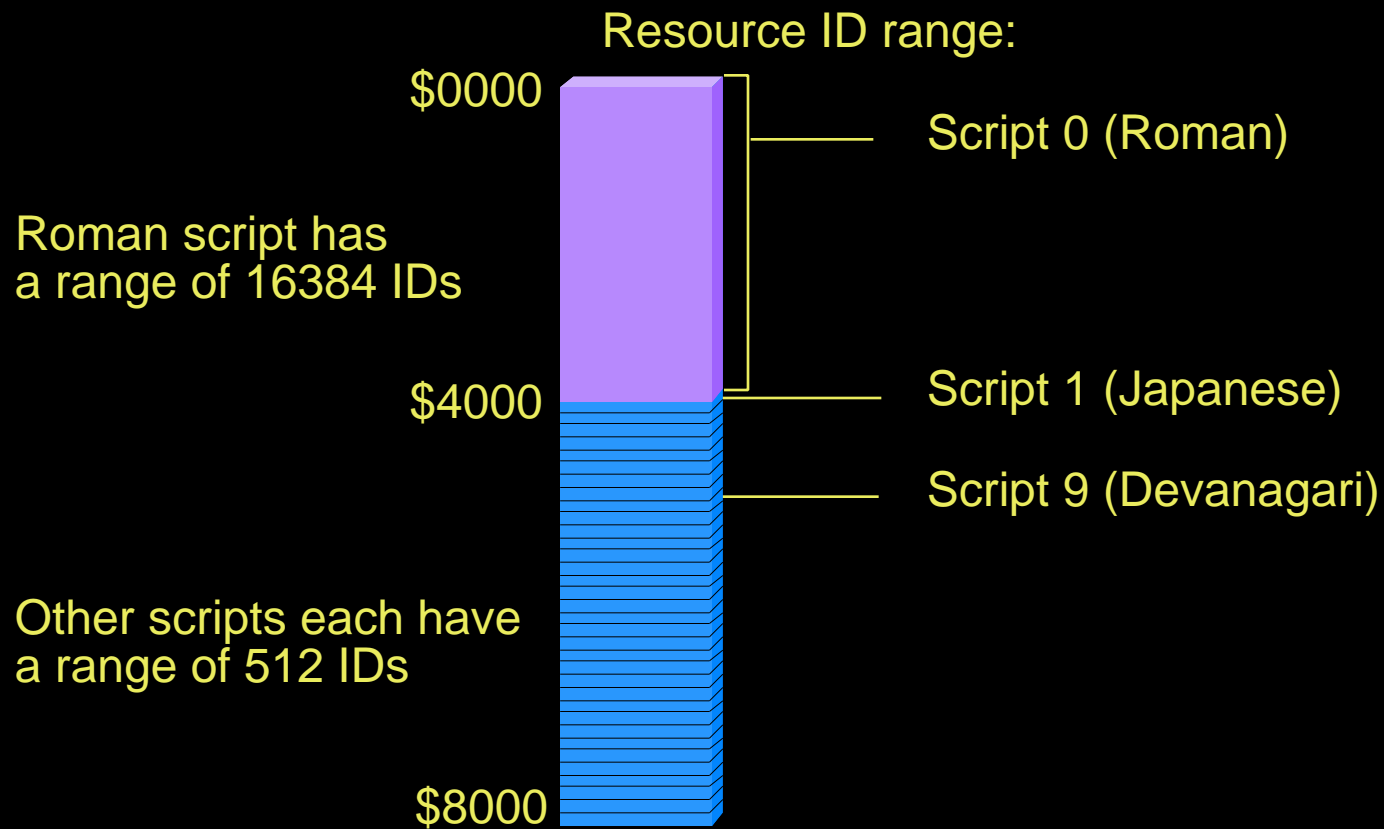 Resource ID range:
$0000
Script 0 (Roman)
Roman script has
a range of 16384 IDs
$4000
Script 1 (Japanese)
Script 9 (Devanagari)
Other scripts each have
a range of 512 IDs
$8000